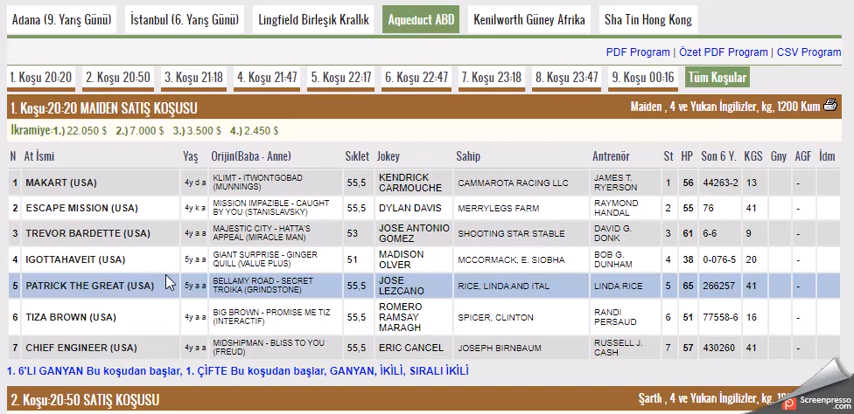 Adana (9. Yarış Günü) İstanbul (6. Yarış Günü) Lingfield Birleşik Krallık Aqueduct ABD Kenilworth Güney Afrika Sha Tin Hong Kong
PDF Program | Özet PDF Program | CSV Program
1. Koşu 20:20 2. Koşu 20:50 3. Koşu 21:18 4. Koşu 21:47 5. Koşu 22:17 6. Koşu 22:47 7. Koşu 23:18 8. Koşu 23:47 9. Koşu 00:16 Tüm Koşular
1. Koşu:20:20 MAIDEN SATIŞ KOŞUSU Maiden , 4 ve Yukarı İngilizler, kg, 1200 Kum
İkramiye:1.) 22.050 $ 2.) 7.000 $ 3.) 3.500 $ 4.) 2.450 $
N At İsmi Yaş Orijin(Baba - Anne) Sıklet Jokey Sahip Antrenör St HP Son 6 Y. KGS Gny AGF İdm
1 MAKART (USA) 4y d a KLIMT - ITWONTGOBAD (MUNNINGS) 55,5 KENDRICK CARMOUCHE CAMMAROTA RACING LLC JAMES T. RYERSON 1 56 44263-2 13 -
2 ESCAPE MISSION (USA) 4y k a MISSION IMPAZIBLE - CAUGHT BY YOU (STANISLAVSKY) 55,5 DYLAN DAVIS MERRYLEGS FARM RAYMOND HANDAL 2 55 76 41 -
3 TREVOR BARDETTE (USA) 4y a a MAJESTIC CITY - HATTA'S APPEAL (MIRACLE MAN) 53 JOSE ANTONIO GOMEZ SHOOTING STAR STABLE DAVID G. DONK 3 61 6-6 9 -
4 IGOTTAHAVEIT (USA) 5y a a GIANT SURPRISE - GINGER QUILL (VALUE PLUS) 51 MADISON OLVER MCCORMACK, E. SIOBHA BOB G. DUNHAM 4 38 0-076-5 20 -
5 PATRICK THE GREAT (USA) 5y a a BELLAMY ROAD - SECRET TROIKA (GRINDSTONE) 55,5 JOSE LEZCANO RICE, LINDA AND ITAL LINDA RICE 5 65 266257 41 -
6 TIZA BROWN (USA) 4y a a BIG BROWN - PROMISE ME TIZ (INTERACTIF) 55,5 ROMERO RAMSAY MARAGH SPICER, CLINTON RANDI PERSAUD 6 51 77558-6 16 -
7 CHIEF ENGINEER (USA) 4y a a MIDSHIPMAN - BLISS TO YOU (FREUD) 55,5 ERIC CANCEL JOSEPH BIRNBAUM RUSSELL J. CASH 7 57 430260 41 -
1. 6'LI GANYAN Bu koşudan başlar, 1. ÇİFTE Bu koşudan başlar, GANYAN, İKİLİ, SIRALI İKİLİ
2. Koşu:20:50 SATIŞ KOŞUSU Şartlı , 4 ve Yukarı İngilizler, kg,
Screenpresso
.com